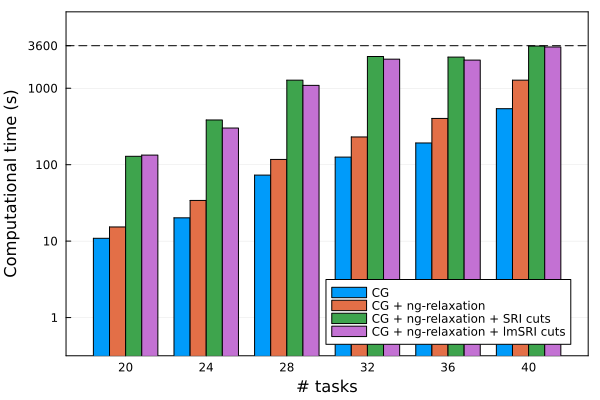 3600
1000
100
10
1
Computational time (s)
CG
CG + ng-relaxation
CG + ng-relaxation + SRI cuts
CG + ng-relaxation + lmSRI cuts
20 24 28 32 36 40
# tasks